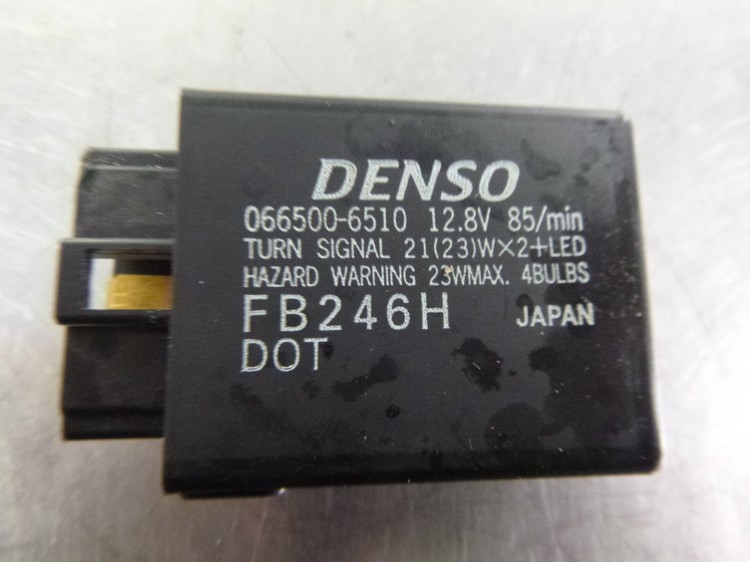 DENSO
066500-6510 12.8V 85/min
TURN SIGNAL 21(23)W×2+LED
HAZARD WARNING 23WMAX. 4BULBS
FB246H JAPAN
DOT